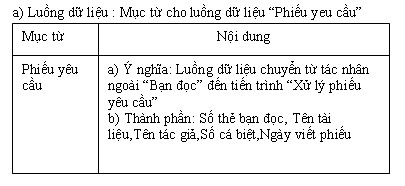 a) Luồng dữ liệu : Mục từ cho luồng dữ liệu “Phiếu yeu cầu”
Mục từ
Nội dung
Phiếu yêu
cầu
a) Ý nghĩa: Luồng dữ liệu chuyển từ tác nhân
ngoài “Bạn đọc” đến tiến trình “Xử lý phiếu
yêu cầu”
b) Thành phần: Số thẻ bạn đọc, Tên tài
liệu,Tên tác giả,Số cá biệt,Ngày viết phiếu